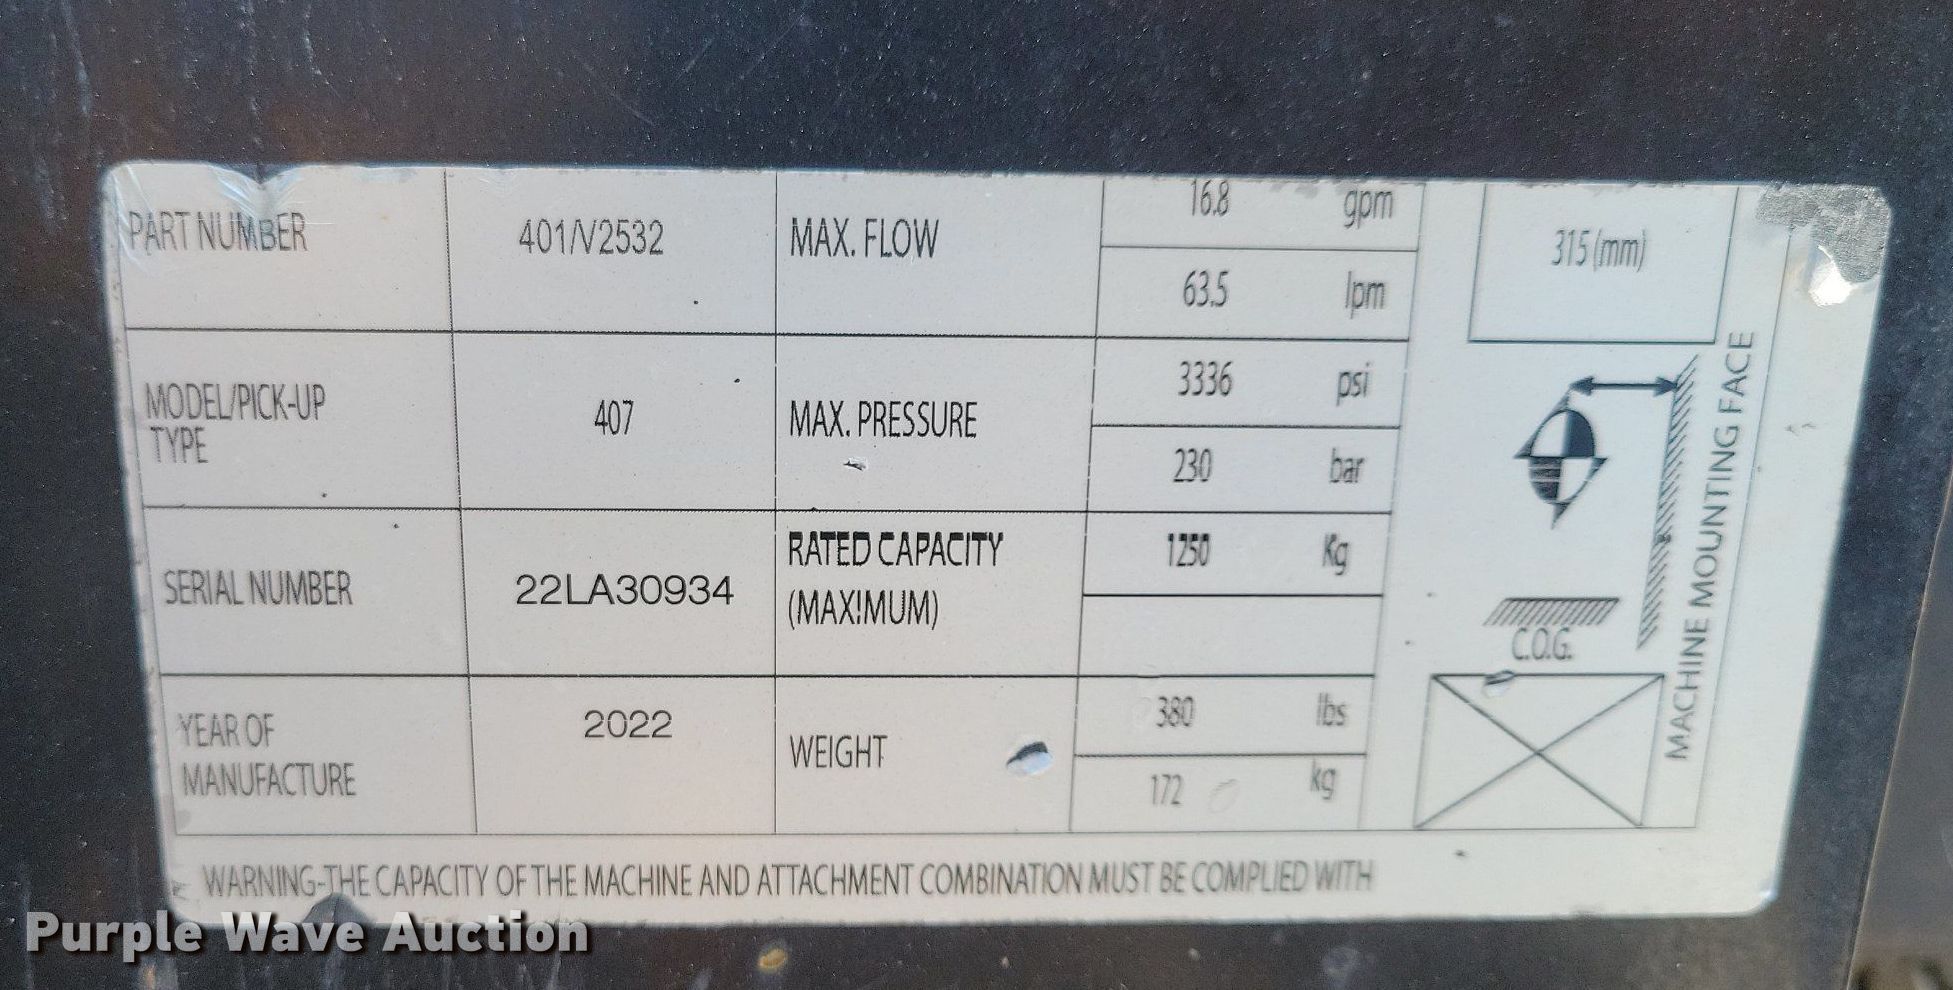 PART NUMBER 401/V2532 MAX. FLOW 16.8 gpm
63.5 lpm
315 (mm)
MODEL/PICK-UP
TYPE
407 MAX. PRESSURE 3336 psi
230 bar
SERIAL NUMBER 22LA30934 RATED CAPACITY
(MAXIMUM)
1250 Kg
C.O.G.
MACHINE MOUNTING FACE
YEAR OF
MANUFACTURE
2022 WEIGHT 380 lbs
172 kg
WARNING-THE CAPACITY OF THE MACHINE AND ATTACHMENT COMBINATION MUST BE COMPLIED WITH
Purple Wave Auction